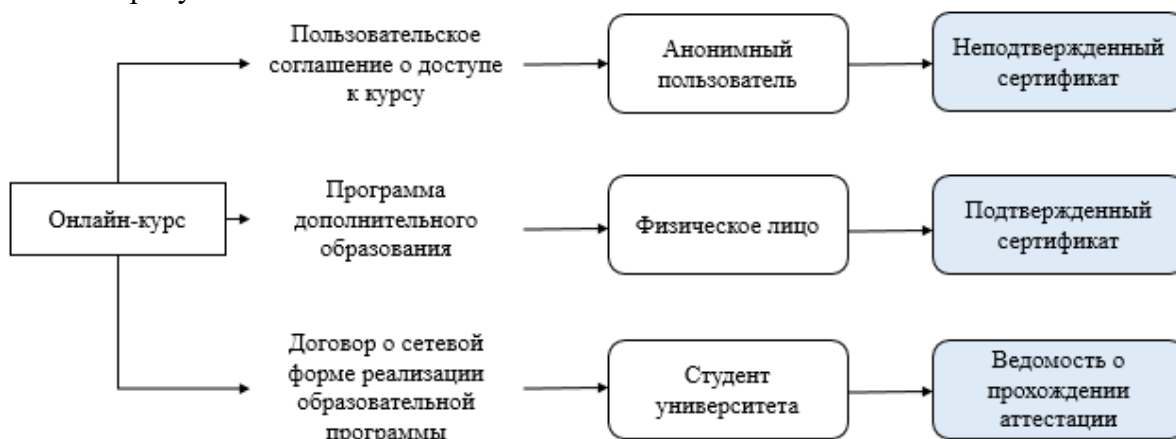 Пользовательское
соглашение о доступе
к курсу
Анонимный
пользователь
Неподтвержденный
сертификат
Онлайн-курс
Программа
дополнительного
образования
Физическое лицо
Подтвержденный
сертификат
Договор о сетевой
форме реализации
образовательной
программы
Студент
университета
Ведомость о
прохождении
аттестации